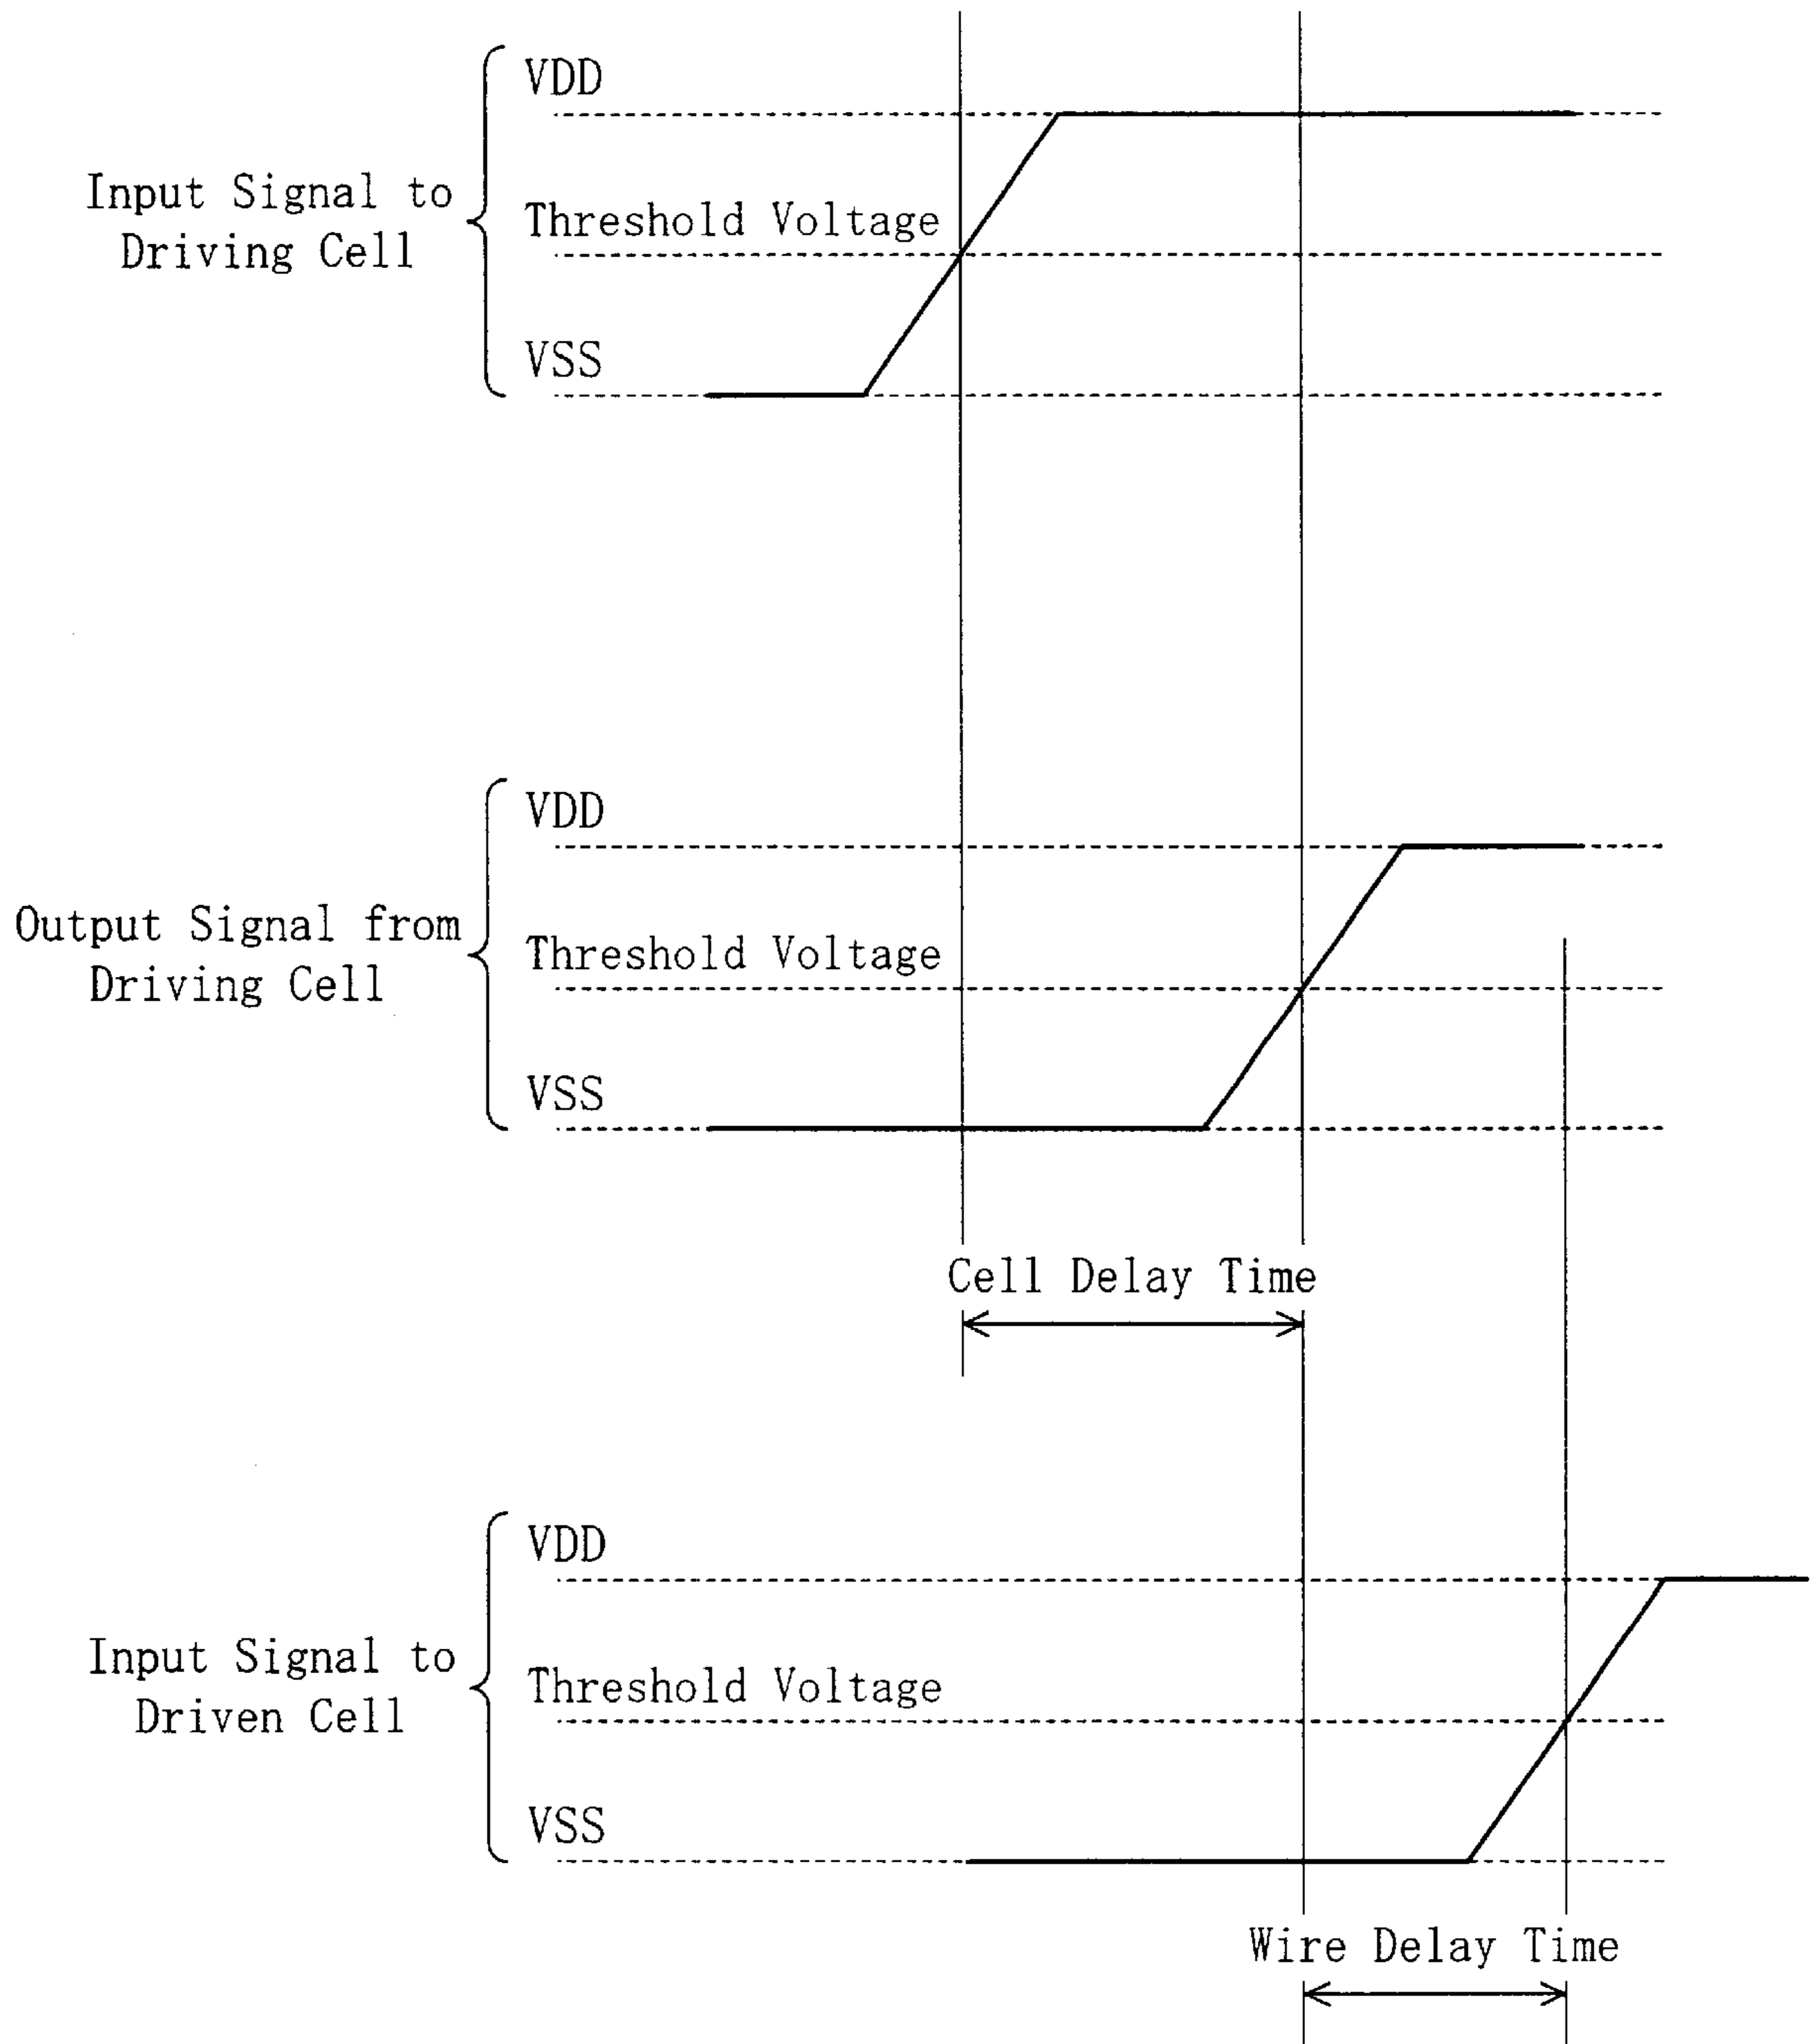 VDD
Input Signal to
Driving Cell
Threshold Voltage
VSS
VDD
Output Signal from
Driving Cell
Threshold Voltage
VSS
Cell Delay Time
VDD
Input Signal to
Driven Cell
Threshold Voltage
VSS
Wire Delay Time